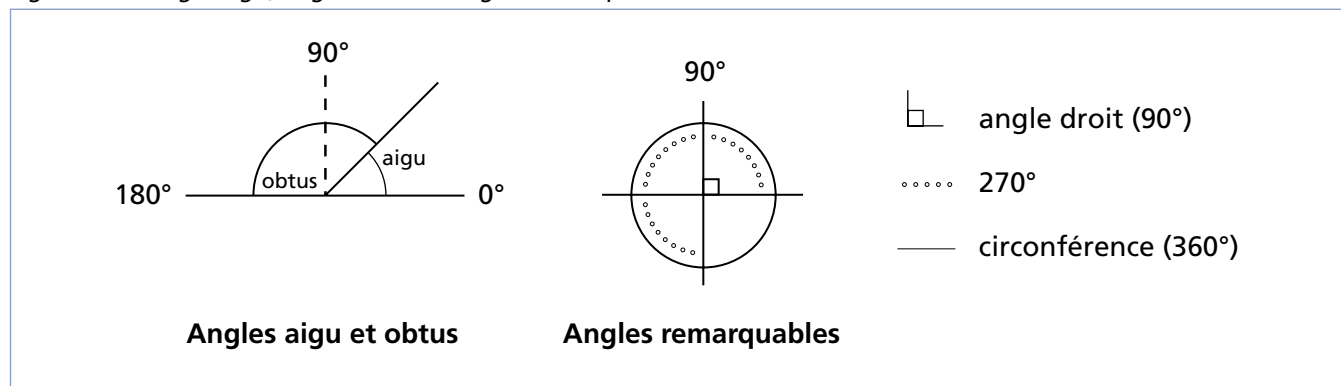 90°
180°
obtus
aigu
0°
Angles aigu et obtus
90°
Angles remarquables
angle droit (90°)
270°
circonférence (360°)